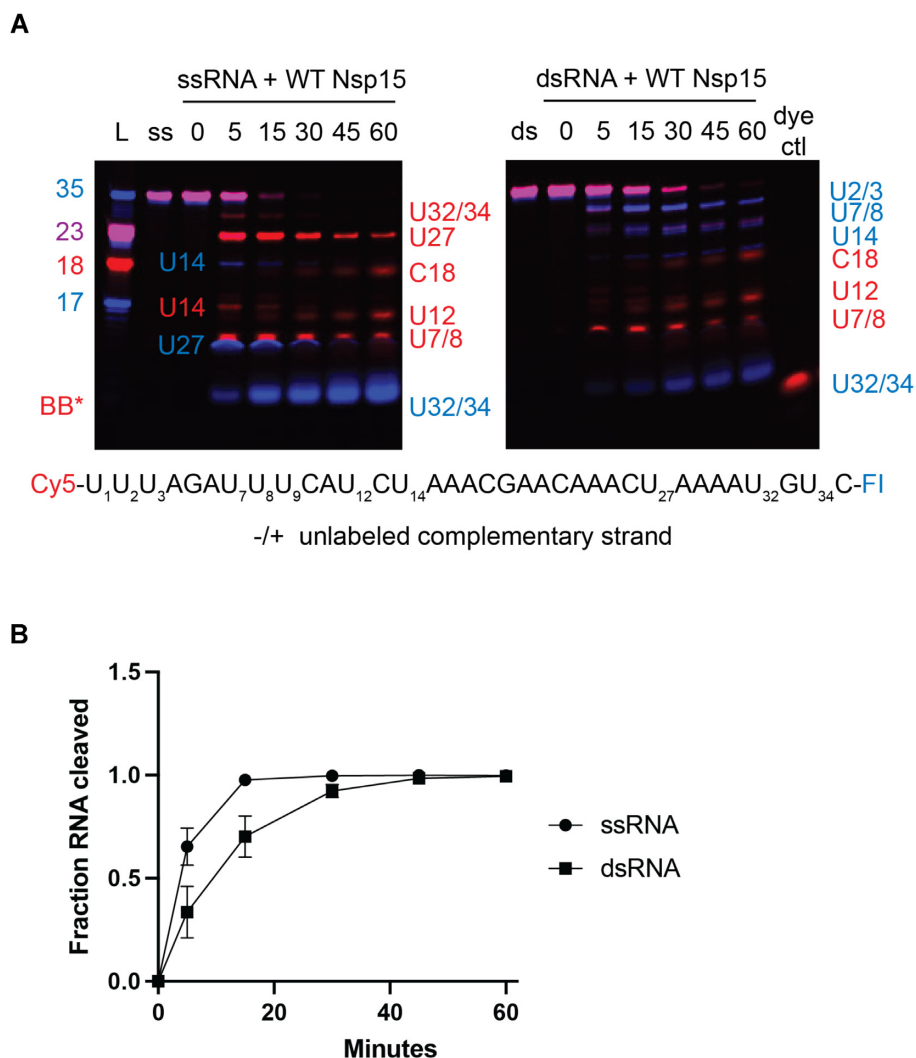 A
ssRNA + WT Nsp15
dsRNA + WT Nsp15
L ss 0 5 15 30 45 60
ds 0 5 15 30 45 60 dye ctl
35
23
18
17
BB*
U14
U14
U27
U32/34
U27
C18
U12
U7/8
U32/34
U2/3
U7/8
U14
C18
U12
U7/8
U32/34
Cy5-U1U2U3AGAU7U8U9CAU12CU14AAACGAACAAACU27AAAAU32GU34C-Fl
-/+ unlabeled complementary strand
B
Fraction RNA cleaved
1.5
1.0
0.5
0.0
0 20 40 60
Minutes
ssRNA
dsRNA